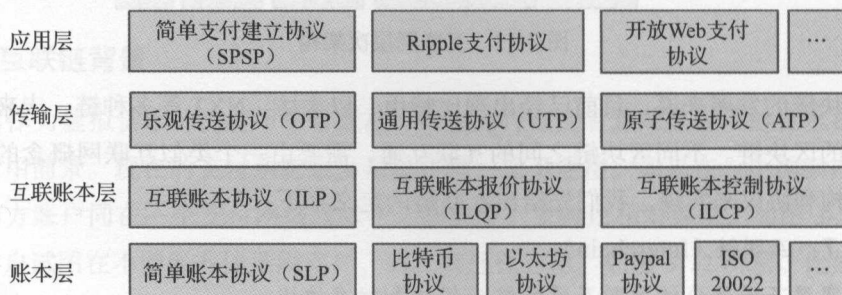 应用层
简单支付建立协议
（SPSP）
Ripple支付协议
开放Web支付
协议
…
传输层
乐观传送协议（OTP）
通用传送协议（UTP）
原子传送协议（ATP）
互联账本层
互联账本协议（ILP）
互联账本报价协议
（ILQP）
互联账本控制协议
（ILCP）
账本层
简单账本协议（SLP）
比特币
协议
以太坊
协议
Paypal
协议
ISO
20022
…